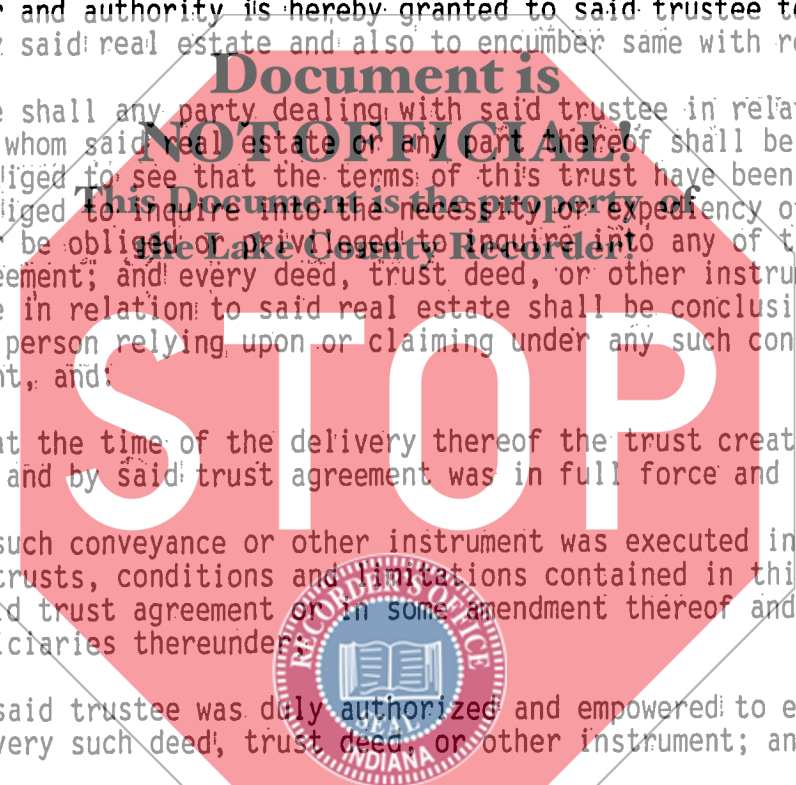 r and authority is hereby granted to said trustee t
said real estate and also to encumber same with r
Document is
e shall any party dealing with said trustee in rela
NOT OFFICIAL!
whom said real estate or any part thereof shall be
liged to see that the terms of this trust have been
This Document is the property of
liged to inquire into the necessity or expediency o
the Lake County Recorder!
be obliged or privileged to inquire into any of t
eement; and every deed, trust deed, or other instru
e in relation to said real estate shall be conclusi
person relying upon or claiming under any such con
nt, and:
STOP
at the time of the delivery thereof the trust creat
and by said trust agreement was in full force and
such conveyance or other instrument was executed in
trusts, conditions and limitations contained in thi
d trust agreement or in some amendment thereof and
ciaries thereunder;
RECORDER'S OFFICE
SEAL
INDIANA
said trustee was duly authorized and empowered to e
very such deed, trust deed, or other instrument; an